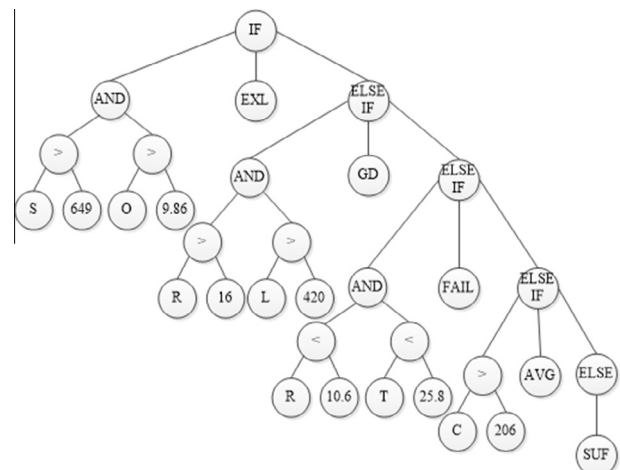 IF
AND
EXL
ELSE
IF
> >
AND
GD
ELSE
IF
S 649 O 9.86
> >
AND
FAIL
ELSE
IF
R 16 L 420
< <
> AVG ELSE
R 10.6 T 25.8
C 206
SUF